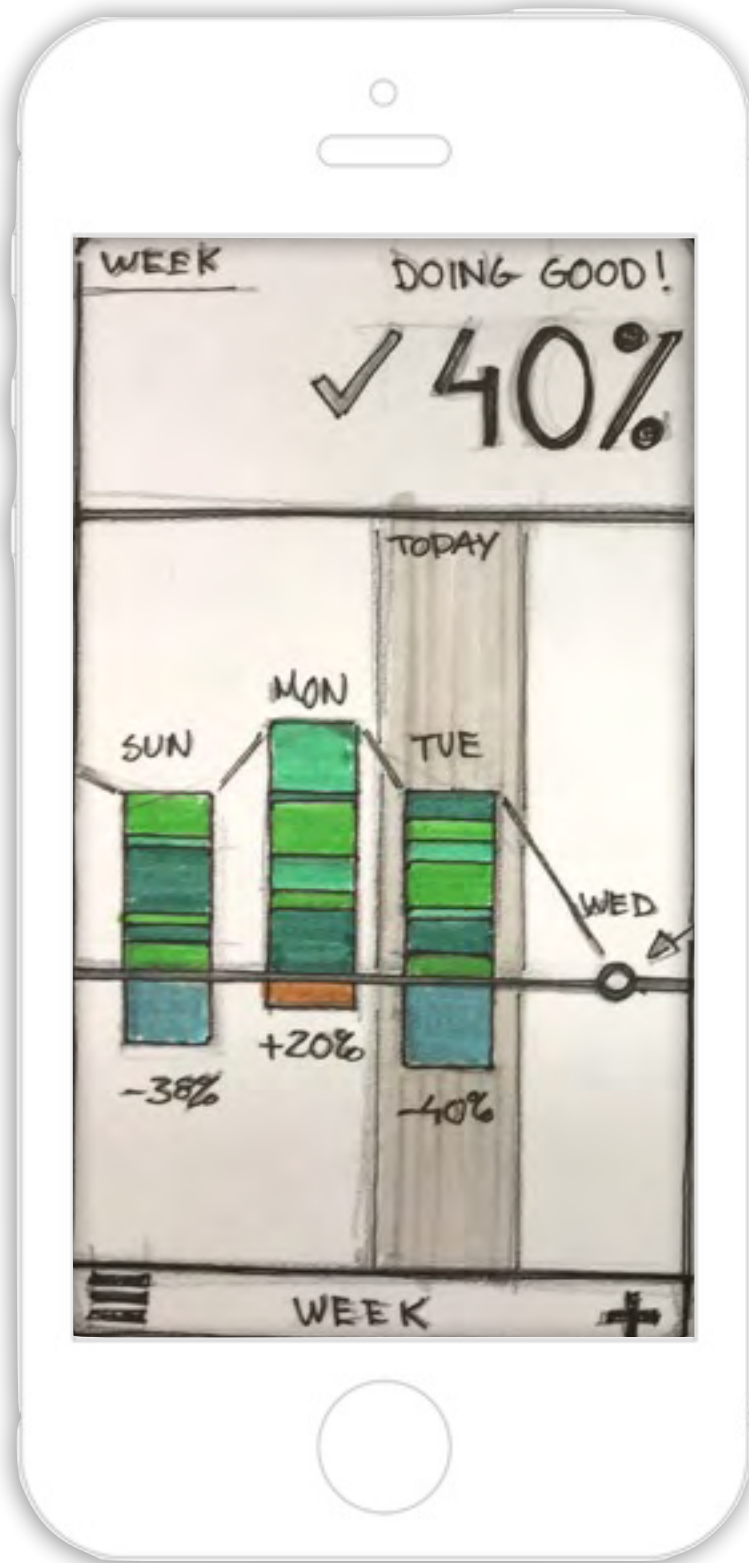 WEEK
DOING GOOD!
✓ 40%
TODAY
MON
SUN
TUE
WED
+20%
-38%
-40%
WEEK